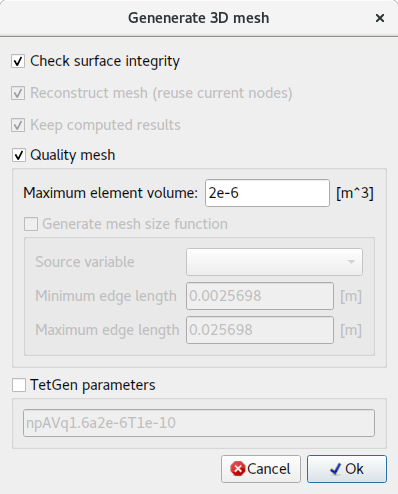 Genenerate 3D mesh
Check surface integrity
Reconstruct mesh (reuse current nodes)
Keep computed results
Quality mesh
Maximum element volume: 2e-6 [m^3]
Generate mesh size function
Source variable
Minimum edge length 0.0025698 [m]
Maximum edge length 0.025698 [m]
TetGen parameters
npAVq1.6a2e-6T1e-10
Cancel Ok